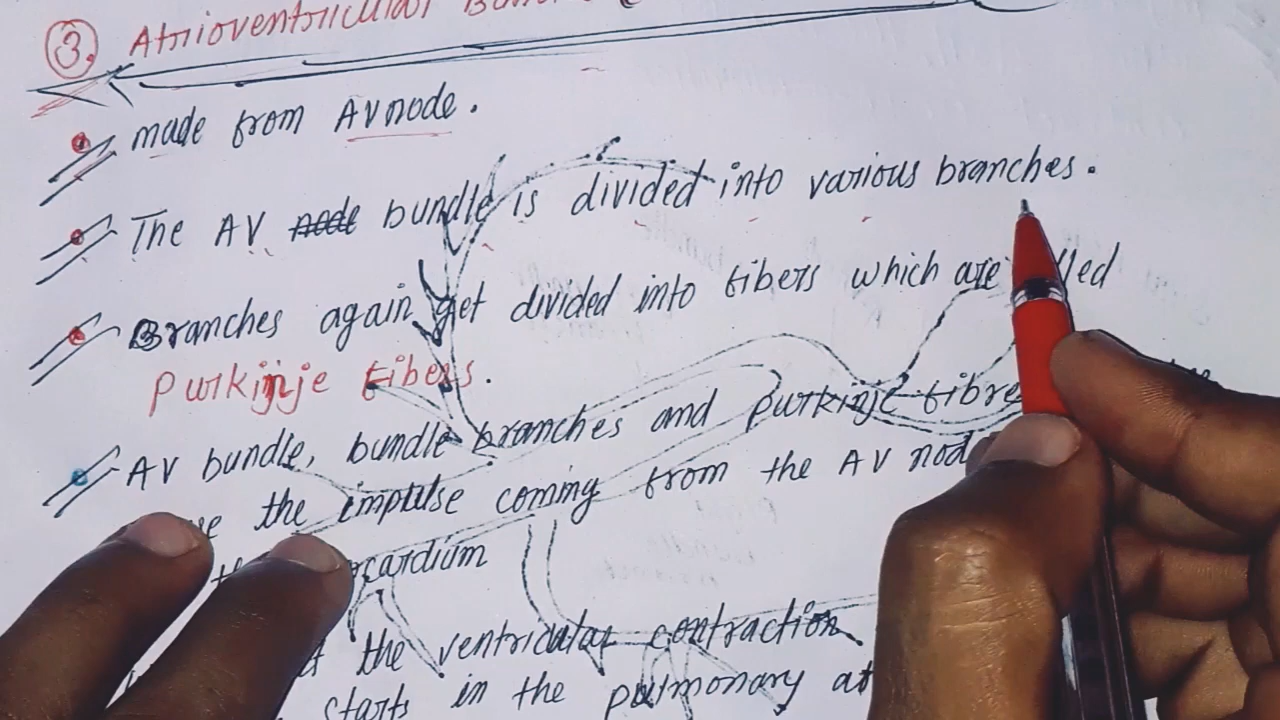 3. Atrioventricular
made from AV node.
The AV node bundle is divided into various branches.
Branches again get divided into fibers which are
Purkinje fibers.
AV bundle, bundle branches and purkinje fibre
the impulse coming from the AV nod
the ventricular contraction
starts in the pulmonary